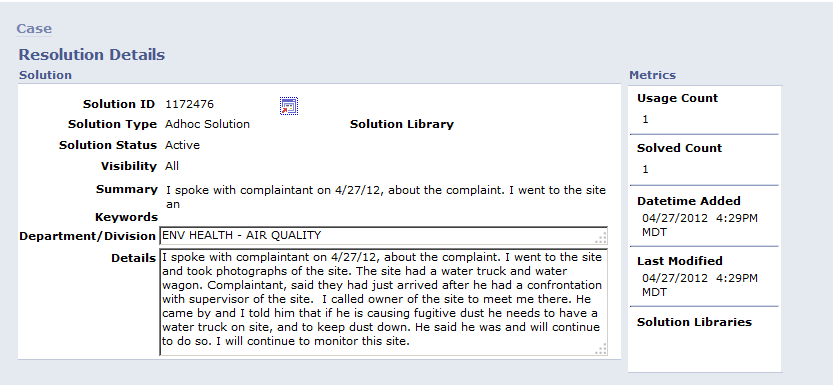 Case
Resolution Details
Solution
Solution ID 1172476
Solution Type Adhoc Solution Solution Library
Solution Status Active
Visibility All
Summary I spoke with complaintant on 4/27/12, about the complaint. I went to the site
an
Keywords
Department/Division ENV HEALTH - AIR QUALITY
Details I spoke with complaintant on 4/27/12, about the complaint. I went to the site
and took photographs of the site. The site had a water truck and water
wagon. Complaintant, said they had just arrived after he had a confrontation
with supervisor of the site.  I called owner of the site to meet me there. He
came by and I told him that if he is causing fugitive dust he needs to have a
water truck on site, and to keep dust down. He said he was and will continue
to do so. I will continue to monitor this site.
Metrics
Usage Count
1
Solved Count
1
Datetime Added
04/27/2012  4:29PM
MDT
Last Modified
04/27/2012  4:29PM
MDT
Solution Libraries